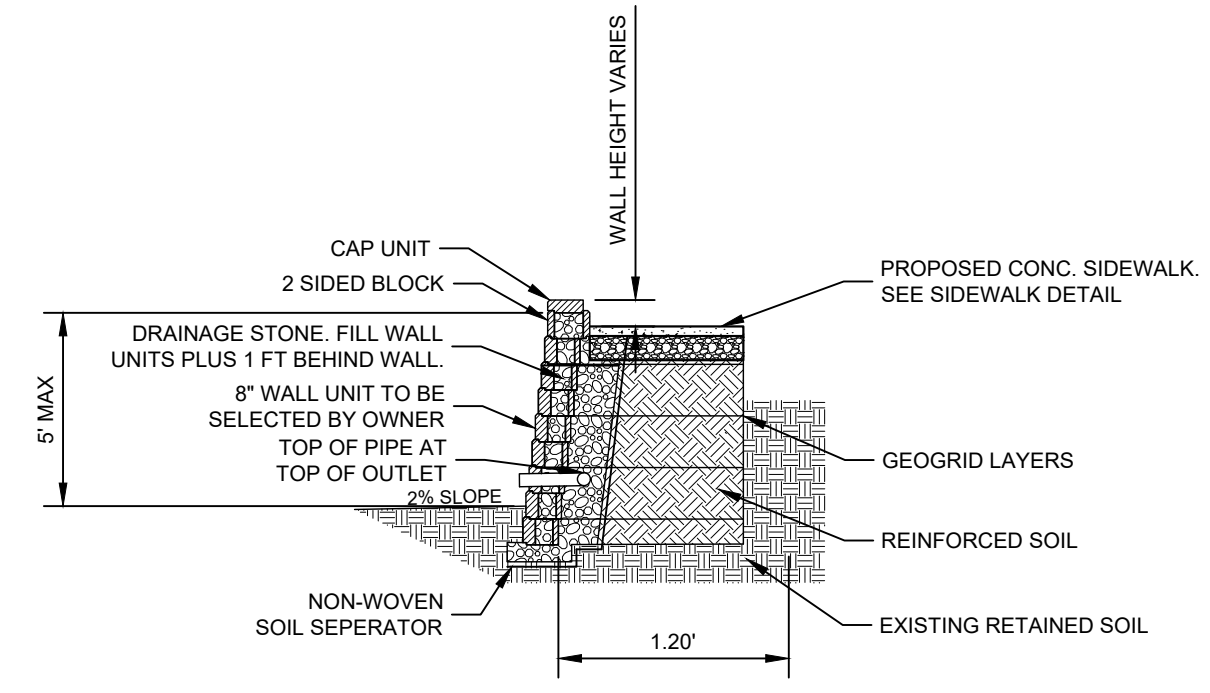 WALL HEIGHT VARIES
CAP UNIT
2 SIDED BLOCK
DRAINAGE STONE. FILL WALL
UNITS PLUS 1 FT BEHIND WALL.
8" WALL UNIT TO BE
SELECTED BY OWNER
TOP OF PIPE AT
TOP OF OUTLET
2% SLOPE
5' MAX
NON-WOVEN
SOIL SEPERATOR
PROPOSED CONC. SIDEWALK.
SEE SIDEWALK DETAIL
GEOGRID LAYERS
REINFORCED SOIL
EXISTING RETAINED SOIL
1.20'